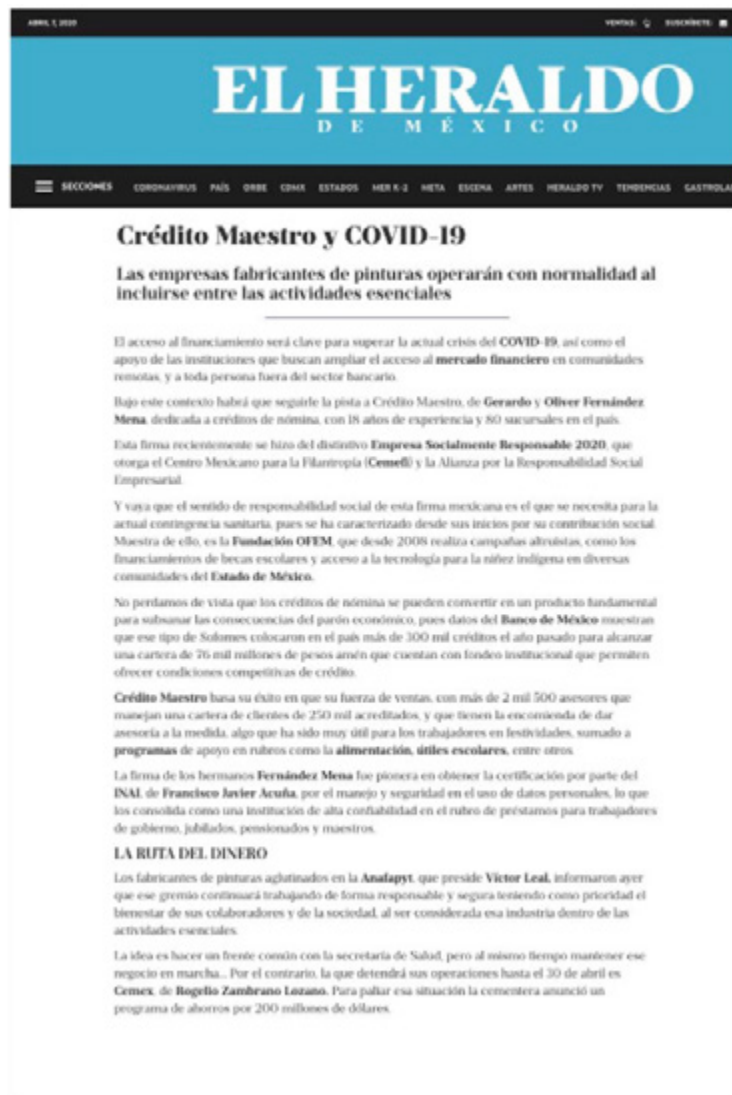 ABRIL 7, 2020
VENTAS: SUSCRÍBETE:
EL HERALDO
DE MÉXICO
SECCIONES CORONAVIRUS PAÍS ORBE CDMX ESTADOS MER K-2 META ESCENA ARTES HERALDO TV TENDENCIAS GASTROLAB
Crédito Maestro y COVID-19
Las empresas fabricantes de pinturas operarán con normalidad al
incluirse entre las actividades esenciales
El acceso al financiamiento será clave para superar la actual crisis del COVID-19, así como el
apoyo de las instituciones que buscan ampliar el acceso al mercado financiero en comunidades
remotas, y a toda persona fuera del sector bancario.
Bajo este contexto habrá que seguirle la pista a Crédito Maestro, de Gerardo y Oliver Fernández
Mena, dedicada a créditos de nómina, con 18 años de experiencia y 80 sucursales en el país.
Esta firma recientemente se hizo del distintivo Empresa Socialmente Responsable 2020, que
otorga el Centro Mexicano para la Filantropía (Cemefi) y la Alianza por la Responsabilidad Social
Empresarial.
Y vaya que el sentido de responsabilidad social de esta firma mexicana es el que se necesita para la
actual contingencia sanitaria, pues se ha caracterizado desde sus inicios por su contribución social.
Muestra de ello, es la Fundación OFEM, que desde 2008 realiza campañas altruistas, como los
financiamientos de becas escolares y acceso a la tecnología para la niñez indígena en diversas
comunidades del Estado de México.
No perdamos de vista que los créditos de nómina se pueden convertir en un producto fundamental
para subsanar las consecuencias del parón económico, pues datos del Banco de México muestran
que ese tipo de Sofomes colocaron en el país más de 300 mil créditos el año pasado para alcanzar
una cartera de 76 mil millones de pesos amén que cuentan con fondeo institucional que permiten
ofrecer condiciones competitivas de crédito.
Crédito Maestro basa su éxito en que su fuerza de ventas, con más de 2 mil 500 asesores que
manejan una cartera de clientes de 250 mil acreditados, y que tienen la encomienda de dar
asesoría a la medida, algo que ha sido muy útil para los trabajadores en festividades, sumado a
programas de apoyo en rubros como la alimentación, útiles escolares, entre otros.
La firma de los hermanos Fernández Mena fue pionera en obtener la certificación por parte del
INAI, de Francisco Javier Acuña, por el manejo y seguridad en el uso de datos personales, lo que
los consolida como una institución de alta confiabilidad en el rubro de préstamos para trabajadores
de gobierno, jubilados, pensionados y maestros.
LA RUTA DEL DINERO
Los fabricantes de pinturas aglutinados en la Anafapyt, que preside Víctor Leal, informaron ayer
que ese gremio continuará trabajando de forma responsable y segura teniendo como prioridad el
bienestar de sus colaboradores y de la sociedad, al ser considerada esa industria dentro de las
actividades esenciales.
La idea es hacer un frente común con la secretaría de Salud, pero al mismo tiempo mantener ese
negocio en marcha... Por el contrario, la que detendrá sus operaciones hasta el 30 de abril es
Cemex, de Rogelio Zambrano Lozano. Para paliar esa situación la cementera anunció un
programa de ahorros por 200 millones de dólares.